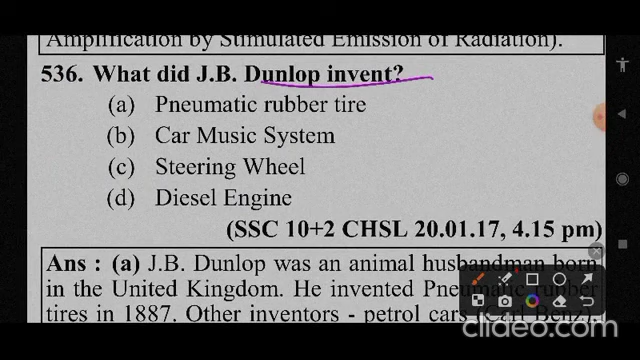 Amplification by Stimulated Emission of Radiation).
536. What did J.B. Dunlop invent?
(a) Pneumatic rubber tire
(b) Car Music System
(c) Steering Wheel
(d) Diesel Engine
(SSC 10+2 CHSL 20.01.17, 4.15 pm)
Ans : (a) J.B. Dunlop was an animal husbandman born
in the United Kingdom. He invented Pneumatic rubber
tires in 1887. Other inventors - petrol cars (Carl Benz),
clideo.com